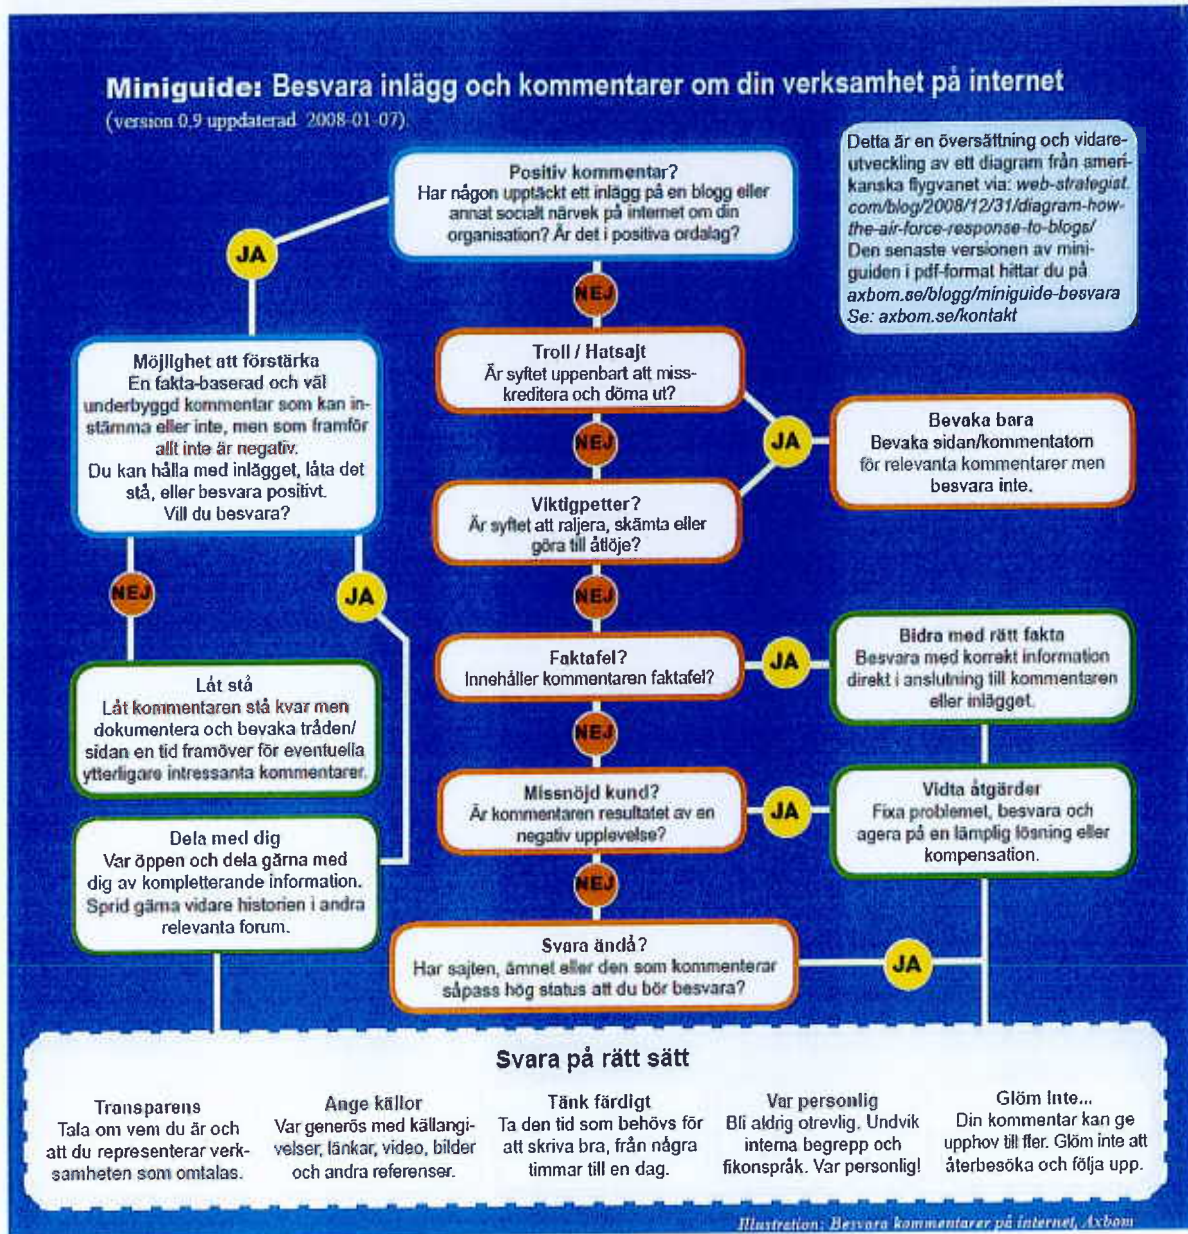 Miniguide: Besvara inlägg och kommentarer om din verksamhet på internet
(version 0.9 uppdaterad 2008-01-07).
Detta är en översättning och vidare-
utveckling av ett diagram från ameri-
kanska flygvanet via: web-strategist.
com/blog/2008/12/31/diagram-how-
the-air-force-response-to-blogs/
Den senaste versionen av mini-
guiden i pdf-format hittar du på
axbom.se/blogg/miniguide-besvara
Se: axbom.se/kontakt
Positiv kommentar?
Har någon upptäckt ett inlägg på en blogg eller
annat socialt närvek på internet om din
organisation? Är det i positiva ordalag?
JA
NEJ
Möjlighet att förstärka
En fakta-baserad och väl
underbyggd kommentar som kan in-
stämma eller inte, men som framför
allt inte är negativ.
Du kan hålla med inlägget, låta det
stå, eller besvara positivt.
Vill du besvara?
Troll / Hatsajt
Är syftet uppenbart att miss-
kreditera och döma ut?
NEJ
JA
Bevaka bara
Bevaka sidan/kommentatorn
för relevanta kommentarer men
besvara inte.
Viktigpetter?
Är syftet att raljera, skämta eller
göra till åtlöje?
NEJ
JA
NEJ
Låt stå
Låt kommentaren stå kvar men
dokumentera och bevaka tråden/
sidan en tid framöver för eventuella
ytterligare intressanta kommentarer.
Faktafel?
Innehåller kommentaren faktafel?
JA
Bidra med rätt fakta
Besvara med korrekt information
direkt i anslutning till kommentaren
eller inlägget.
NEJ
Missnöjd kund?
Är kommentaren resultatet av en
negativ upplevelse?
JA
Vidta åtgärder
Fixa problemet, besvara och
agera på en lämplig lösning eller
kompensation.
Dela med dig
Var öppen och dela gärna med
dig av kompletterande information.
Sprid gärna vidare historien i andra
relevanta forum.
NEJ
Svara ändå?
Har sajten, ämnet eller den som kommenterar
såpass hög status att du bör besvara?
JA
Svara på rätt sätt
Transparens
Tala om vem du är och
att du representerar verk-
samheten som omtalas.
Ange källor
Var generös med källangi-
velser, länkar, video, bilder
och andra referenser.
Tänk färdigt
Ta den tid som behövs för
att skriva bra, från några
timmar till en dag.
Var personlig
Bli aldrig otrevlig. Undvik
interna begrepp och
fikonspråk. Var personlig!
Glöm inte...
Din kommentar kan ge
upphov till fler. Glöm inte att
återbesöka och följa upp.
Illustration: Besvara kommentarer på internet, Axbom